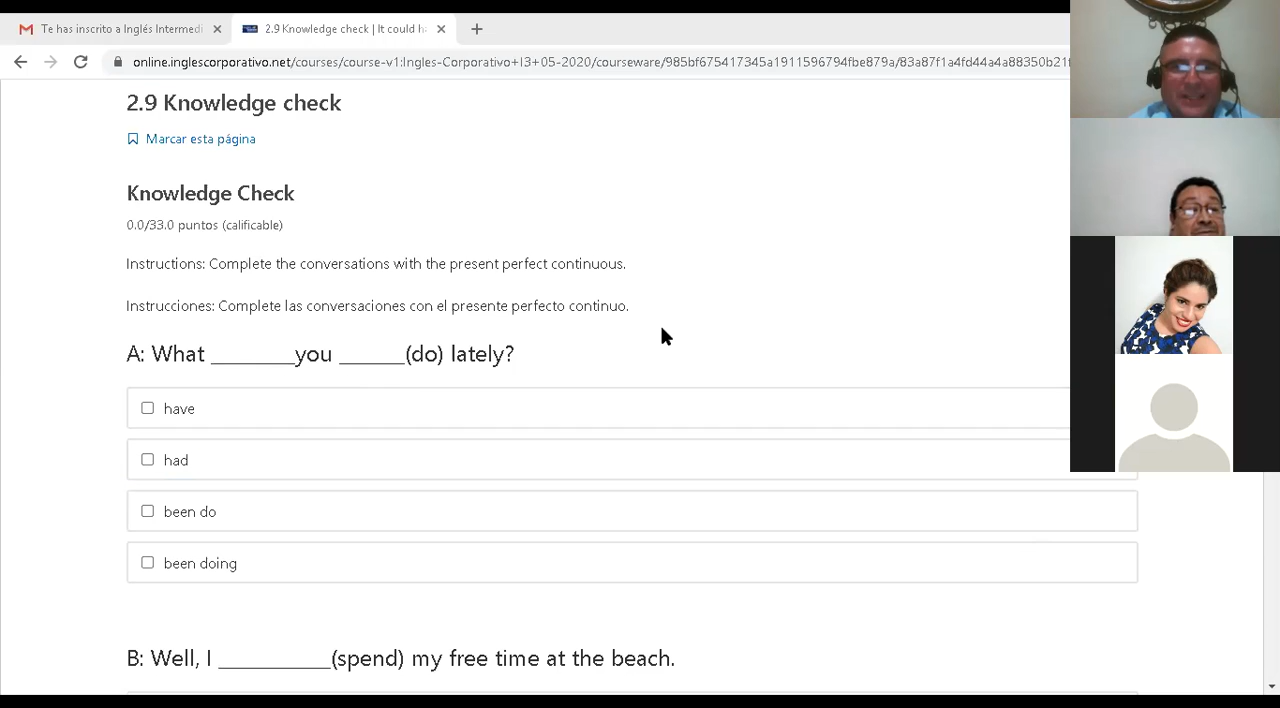 Te has inscrito a Inglés Intermedi
2.9 Knowledge check | It could ha
online.inglescorporativo.net/courses/course-v1:Ingles-Corporativo+I3+05-2020/courseware/985bf675417345a1911596794fbe879a/83a87f1a4fd44a4a88350b21f
2.9 Knowledge check
Marcar esta página
Knowledge Check
0.0/33.0 puntos (calificable)
Instructions: Complete the conversations with the present perfect continuous.
Instrucciones: Complete las conversaciones con el presente perfecto continuo.
A: What ________you ______(do) lately?
have
had
been do
been doing
B: Well, I __________(spend) my free time at the beach.